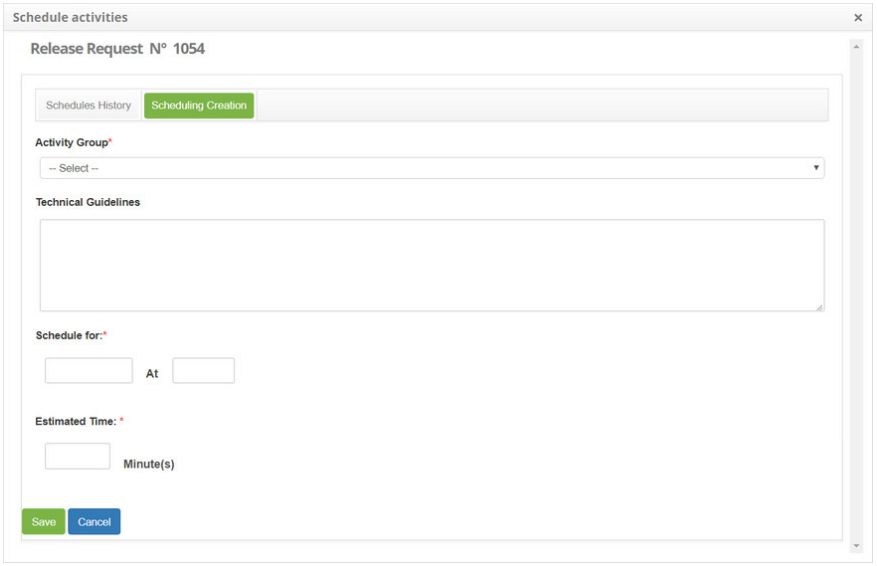 Schedule activities ×
Release Request N° 1054
Schedules History Scheduling Creation
Activity Group*
-- Select --
Technical Guidelines
Schedule for:*
At
Estimated Time: *
Minute(s)
Save Cancel